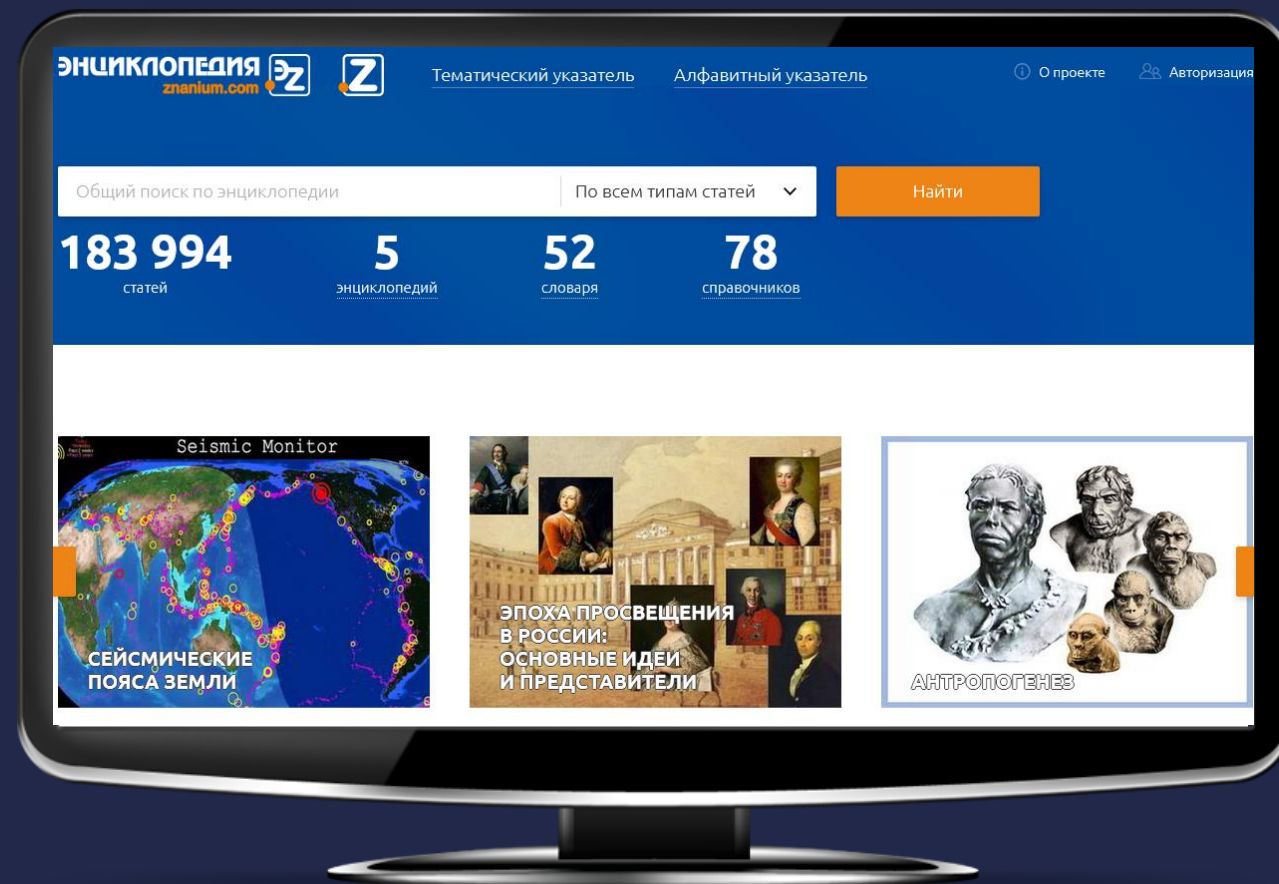 ЭНЦИКЛОПЕДИЯ
znanium.com
Эz
Z
Тематический указатель
Алфавитный указатель
О проекте
Авторизация
Общий поиск по энциклопедии
По всем типам статей
Найти
183 994
статей
5
энциклопедий
52
словаря
78
справочников
Seismic Monitor
СЕЙСМИЧЕСКИЕ
ПОЯСА ЗЕМЛИ
ЭПОХА ПРОСВЕЩЕНИЯ
В РОССИИ:
ОСНОВНЫЕ ИДЕИ
И ПРЕДСТАВИТЕЛИ
АНТРОПОГЕНЕЗ